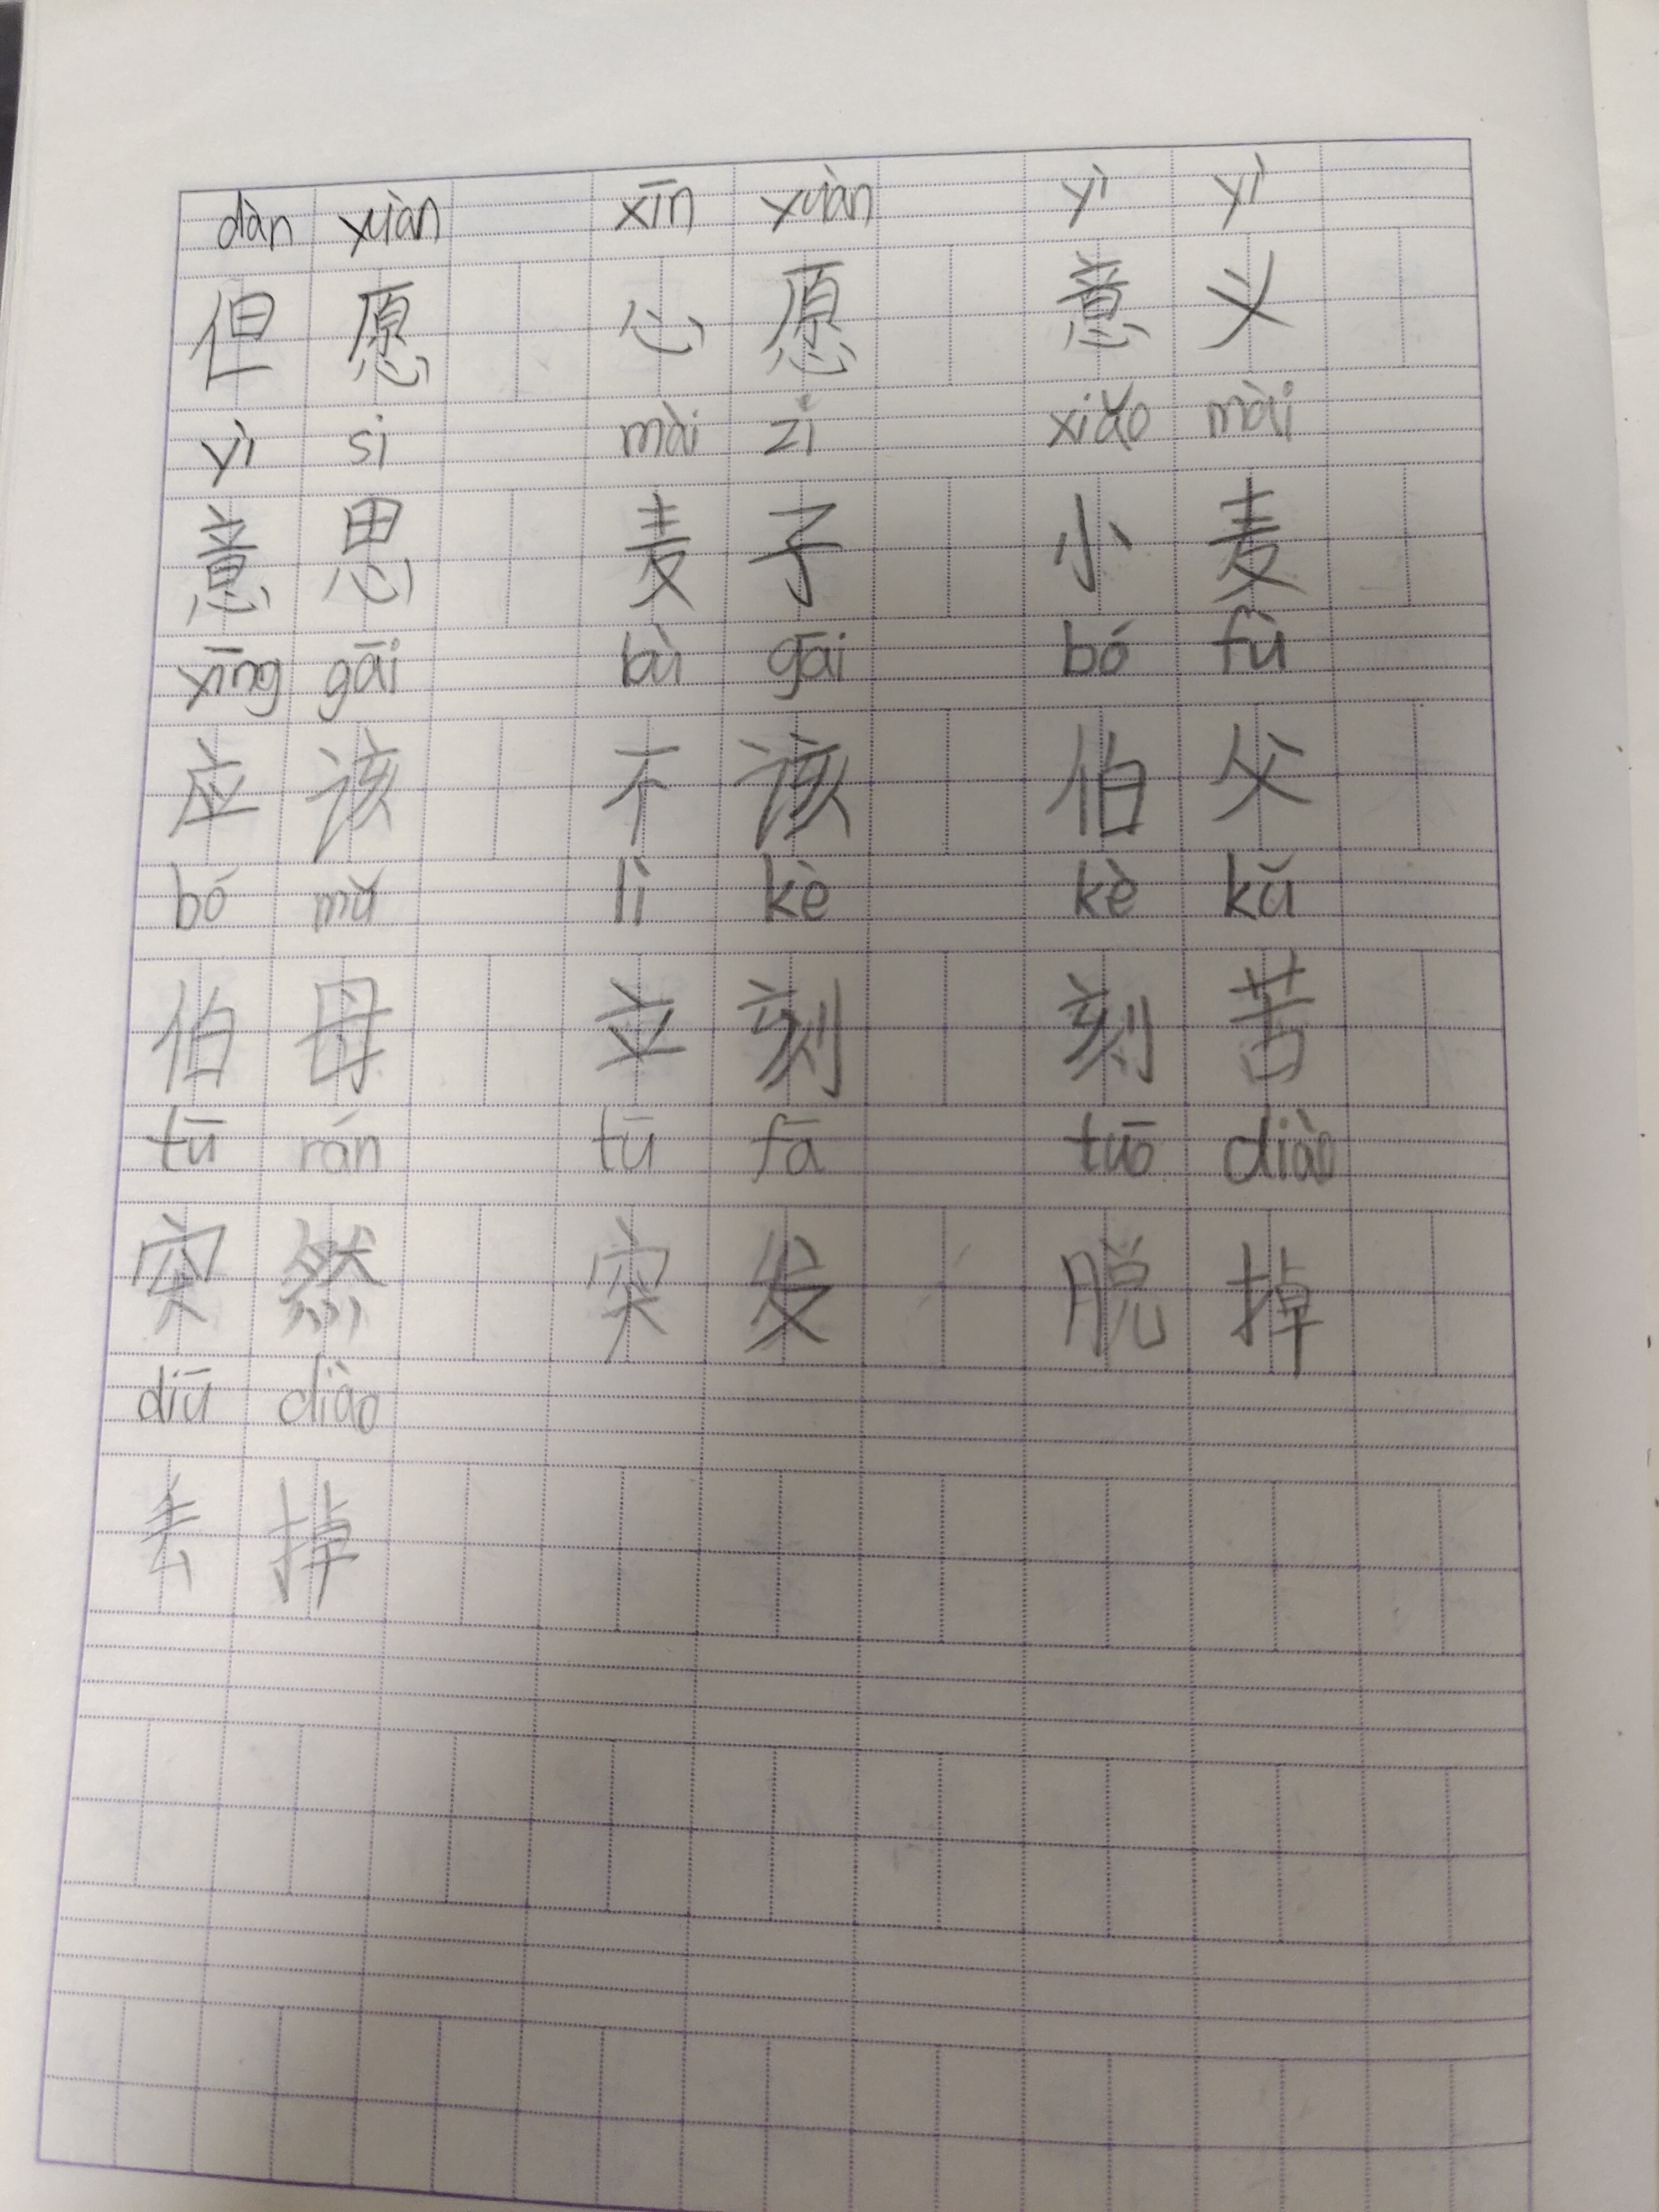 dàn xuàn xīn xuàn yì yì
但愿 心愿 意义
yì si mài zi xiǎo mài
意思 麦子 小麦
xīng gāi bù gāi bó fù
应该 不该 伯父
bó mǔ lì kè kè kǔ
伯母 立刻 刻苦
tū rán tū fā tuō diào
突然 突发 脱掉
diū diào
丢掉